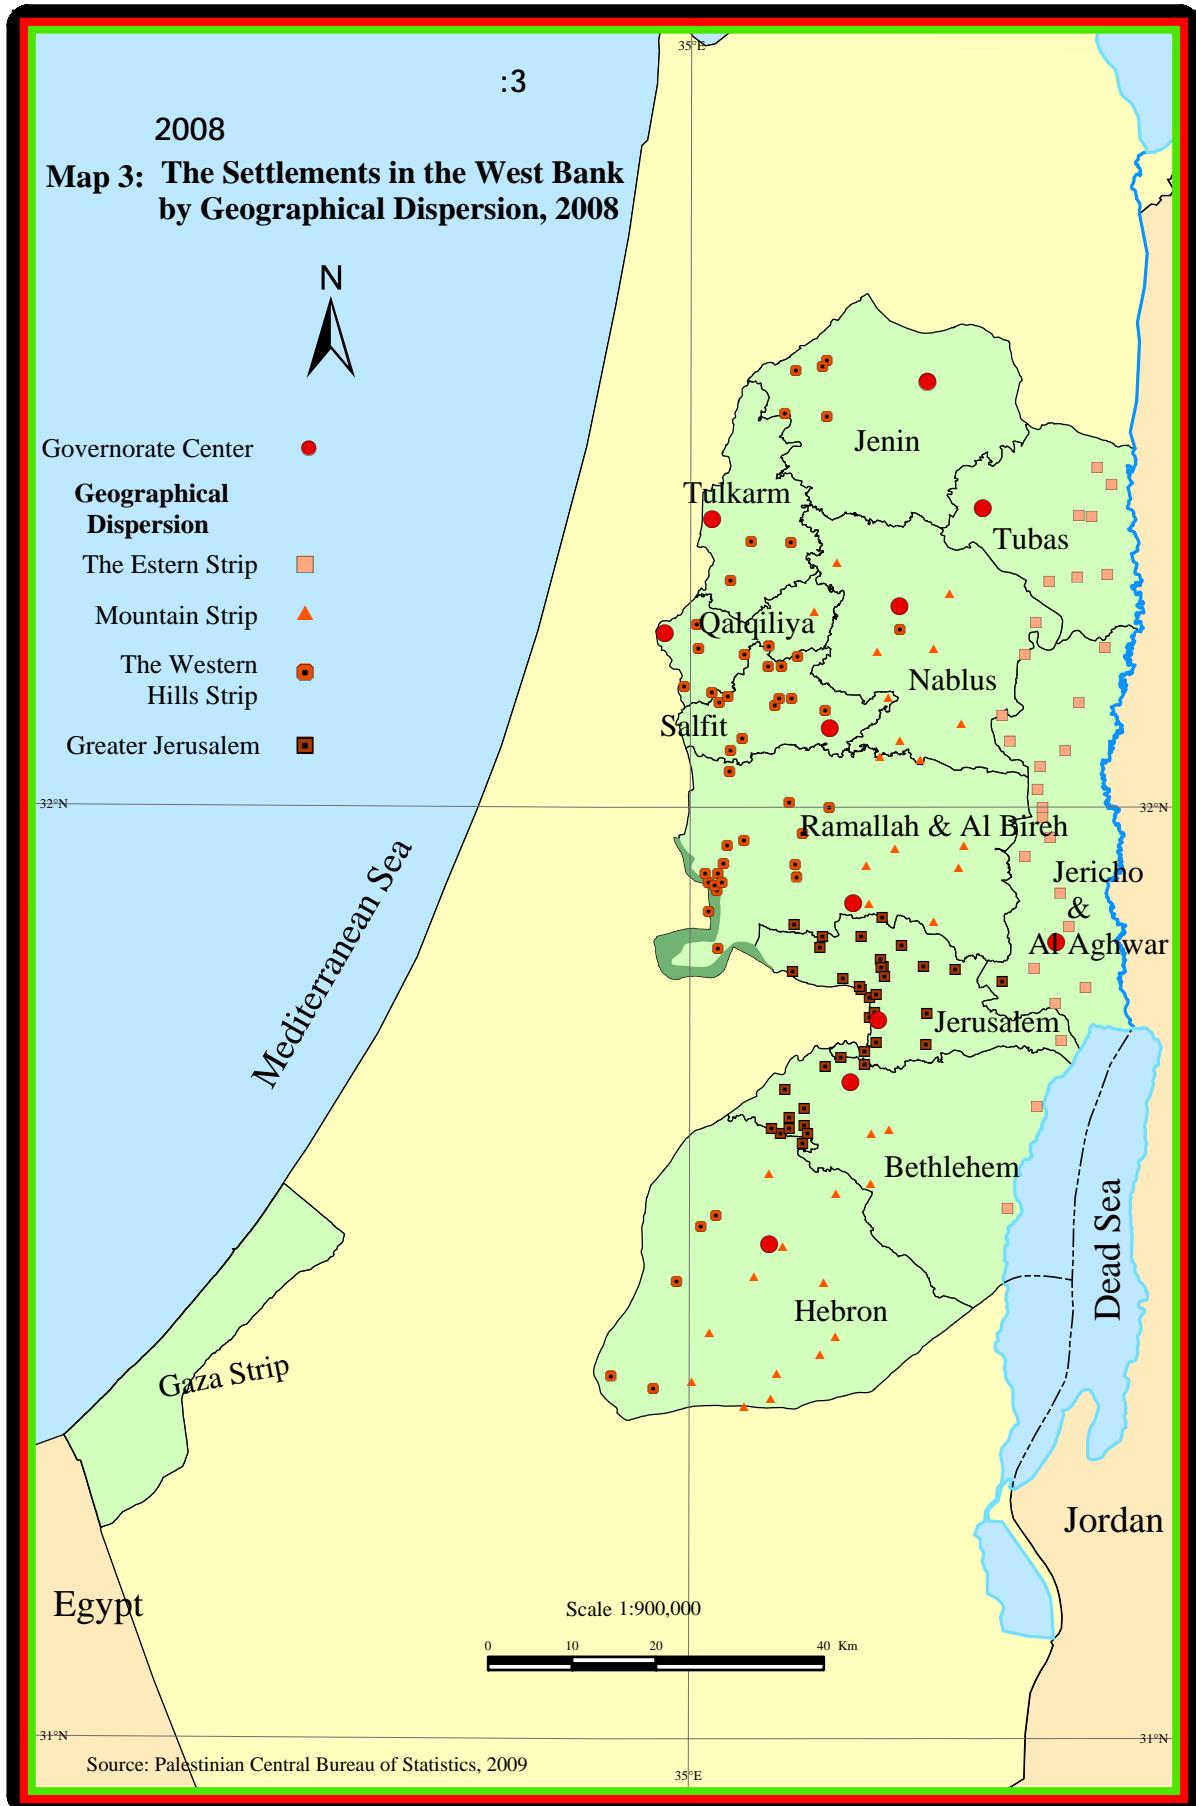 35°E
:3
2008
Map 3: The Settlements in the West Bank
by Geographical Dispersion, 2008
N
Governorate Center
Geographical
Dispersion
The Estern Strip
Mountain Strip
The Western
Hills Strip
Greater Jerusalem
Jenin
Tulkarm
Tubas
Qalqiliya
Nablus
Salfit
32°N
32°N
Ramallah & Al Bireh
Jericho
&
Al Aghwar
Mediterranean Sea
Jerusalem
Bethlehem
Dead Sea
Hebron
Gaza Strip
Jordan
Egypt
Scale 1:900,000
0 10 20 40 Km
31°N
31°N
Source: Palestinian Central Bureau of Statistics, 2009
35°E